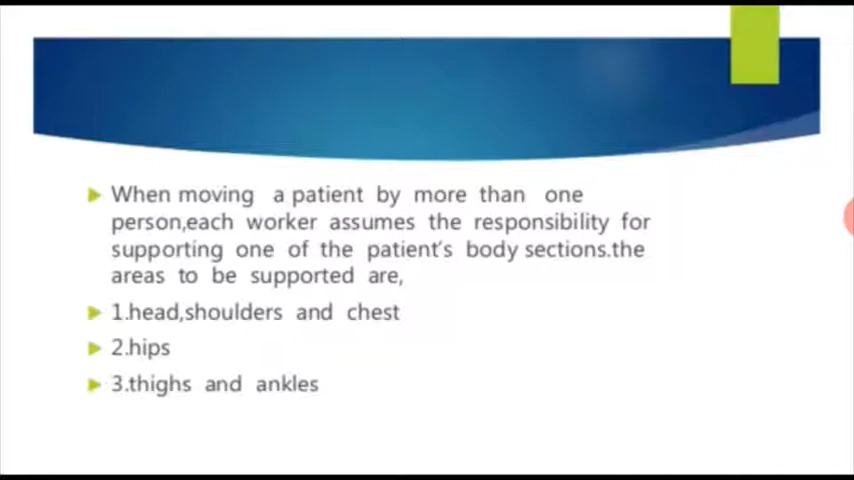 When moving a patient by more than one
person,each worker assumes the responsibility for
supporting one of the patient's body sections.the
areas to be supported are,
1.head,shoulders and chest
2.hips
3.thighs and ankles